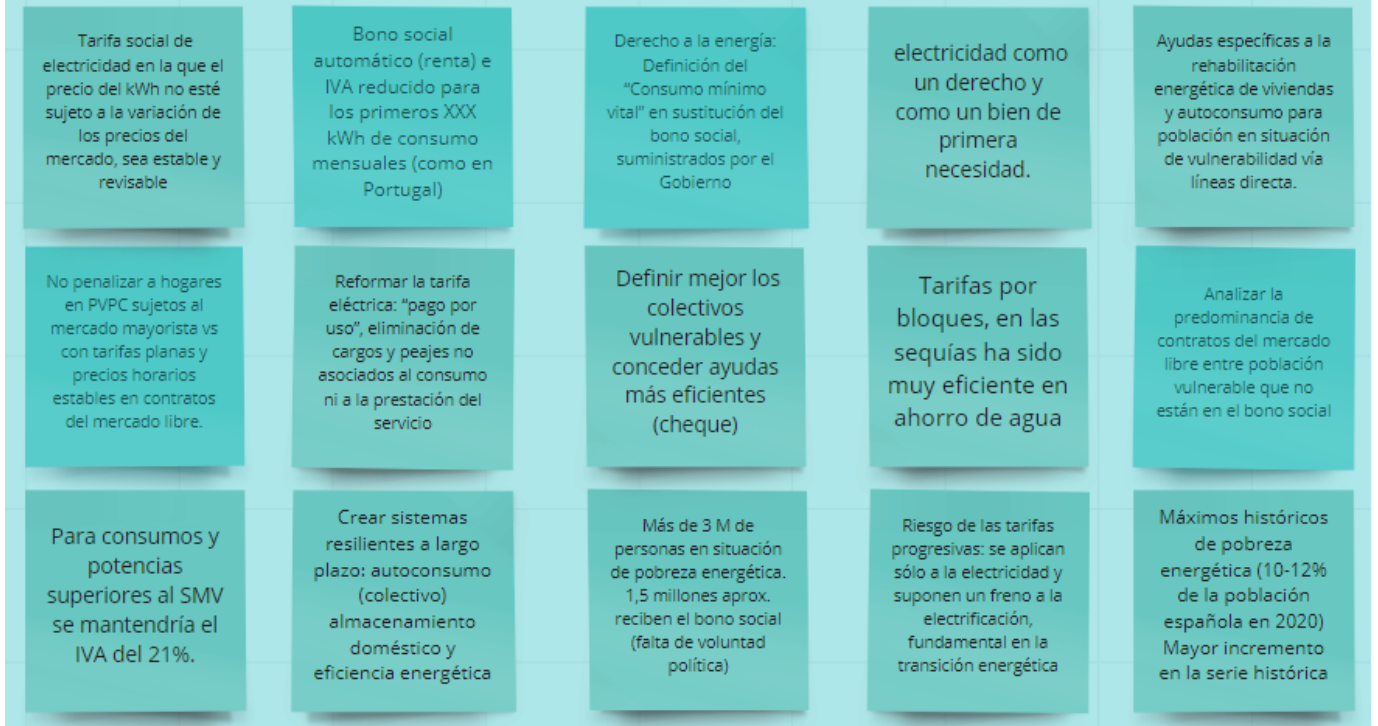 Tarifa social de
electricidad en la que el
precio del kWh no esté
sujeto a la variación de
los precios del
mercado, sea estable y
revisable
Bono social
automático (renta) e
IVA reducido para
los primeros XXX
kWh de consumo
mensuales (como en
Portugal)
Derecho a la energía:
Definición del
"Consumo mínimo
vital" en sustitución del
bono social,
suministrados por el
Gobierno
electricidad como
un derecho y
como un bien de
primera
necesidad.
Ayudas específicas a la
rehabilitación
energética de viviendas
y autoconsumo para
población en situación
de vulnerabilidad vía
líneas directa.
No penalizar a hogares
en PVPC sujetos al
mercado mayorista vs
con tarifas planas y
precios horarios
estables en contratos
del mercado libre.
Reformar la tarifa
eléctrica: "pago por
uso", eliminación de
cargos y peajes no
asociados al consumo
ni a la prestación del
servicio
Definir mejor los
colectivos
vulnerables y
conceder ayudas
más eficientes
(cheque)
Tarifas por
bloques, en las
sequías ha sido
muy eficiente en
ahorro de agua
Analizar la
predominancia de
contratos del mercado
libre entre población
vulnerable que no
están en el bono social
Para consumos y
potencias
superiores al SMV
se mantendría el
IVA del 21%.
Crear sistemas
resilientes a largo
plazo: autoconsumo
(colectivo)
almacenamiento
doméstico y
eficiencia energética
Más de 3 M de
personas en situación
de pobreza energética.
1,5 millones aprox.
reciben el bono social
(falta de voluntad
política)
Riesgo de las tarifas
progresivas: se aplican
sólo a la electricidad y
suponen un freno a la
electrificación,
fundamental en la
transición energética
Máximos históricos
de pobreza
energética (10-12%
de la población
española en 2020)
Mayor incremento
en la serie histórica